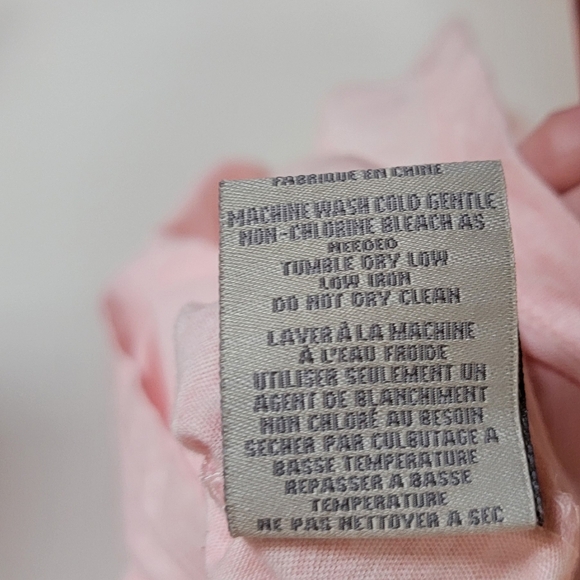 FABRIQUE EN CHINE
MACHINE WASH COLD GENTLE
NON-CHLORINE BLEACH AS
NEEDED
TUMBLE DRY LOW
LOW IRON
DO NOT DRY CLEAN
LAVER À LA MACHINE
À L'EAU FROIDE
UTILISER SEULEMENT UN
AGENT DE BLANCHIMENT
NON CHLORÉ AU BESOIN
SECHER PAR CULBUTAGE A
BASSE TEMPERATURE
REPASSER A BASSE
TEMPERATURE
NE PAS NETTOYER A SEC